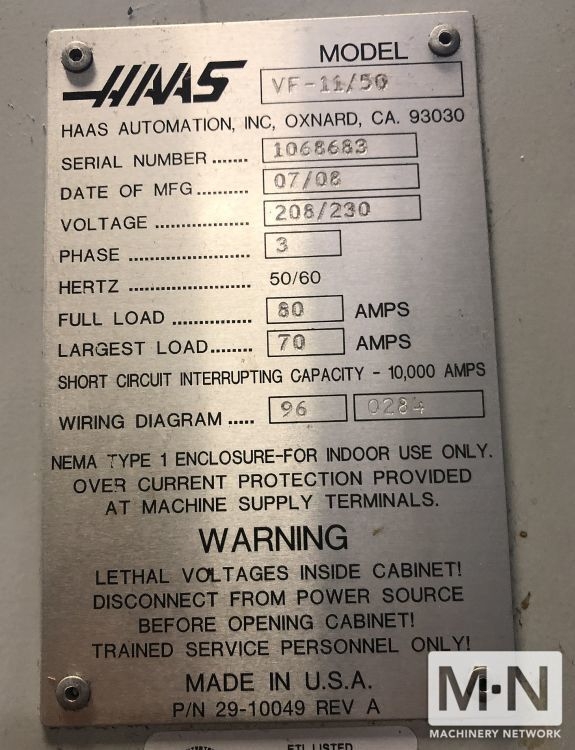 MODEL
HAAS VF-11/50
HAAS AUTOMATION, INC, OXNARD, CA. 93030
SERIAL NUMBER ....... 1068683
DATE OF MFG.......... 07/08
VOLTAGE ................ 208/230
PHASE .................... 3
HERTZ .................... 50/60
FULL LOAD .............. 80 AMPS
LARGEST LOAD....... 70 AMPS
SHORT CIRCUIT INTERRUPTING CAPACITY - 10,000 AMPS
WIRING DIAGRAM ..... 96 0284
NEMA TYPE 1 ENCLOSURE-FOR INDOOR USE ONLY.
OVER CURRENT PROTECTION PROVIDED
AT MACHINE SUPPLY TERMINALS.
WARNING
LETHAL VOLTAGES INSIDE CABINET!
DISCONNECT FROM POWER SOURCE
BEFORE OPENING CABINET!
TRAINED SERVICE PERSONNEL ONLY!
MADE IN U.S.A.
P/N 29-10049 REV A
M·N
MACHINERY NETWORK
ETL LISTED